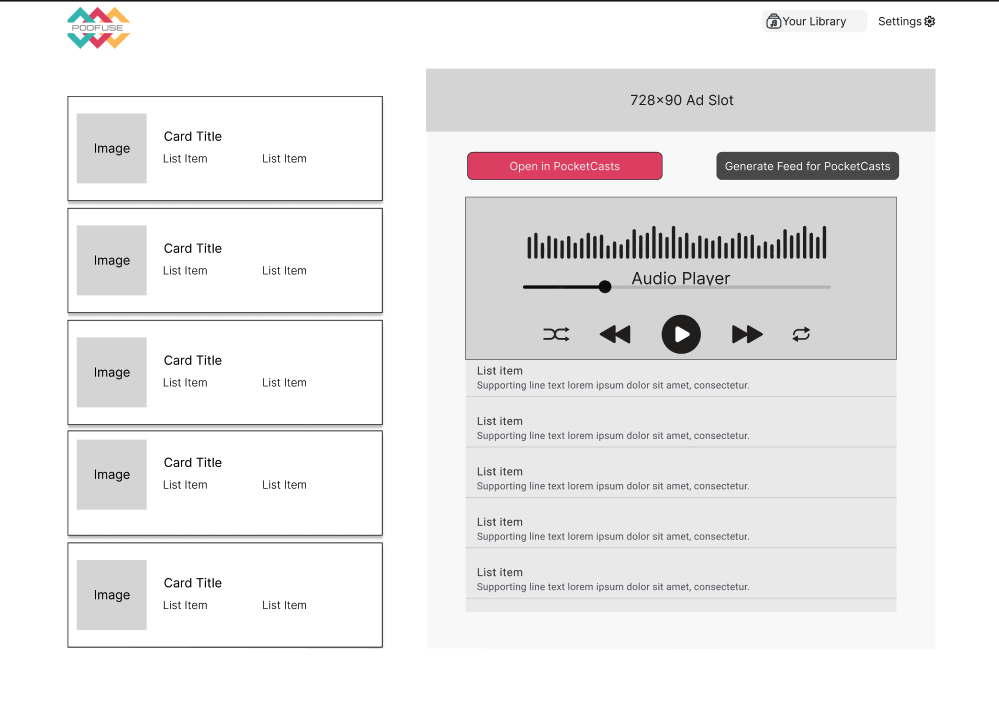 PODFUSE
Your Library
Settings
Image
Card Title
List Item
List Item
Image
Card Title
List Item
List Item
Image
Card Title
List Item
List Item
Image
Card Title
List Item
List Item
Image
Card Title
List Item
List Item
728x90 Ad Slot
Open in PocketCasts
Generate Feed for PocketCasts
Audio Player
List item
Supporting line text lorem ipsum dolor sit amet, consectetur.
List item
Supporting line text lorem ipsum dolor sit amet, consectetur.
List item
Supporting line text lorem ipsum dolor sit amet, consectetur.
List item
Supporting line text lorem ipsum dolor sit amet, consectetur.
List item
Supporting line text lorem ipsum dolor sit amet, consectetur.